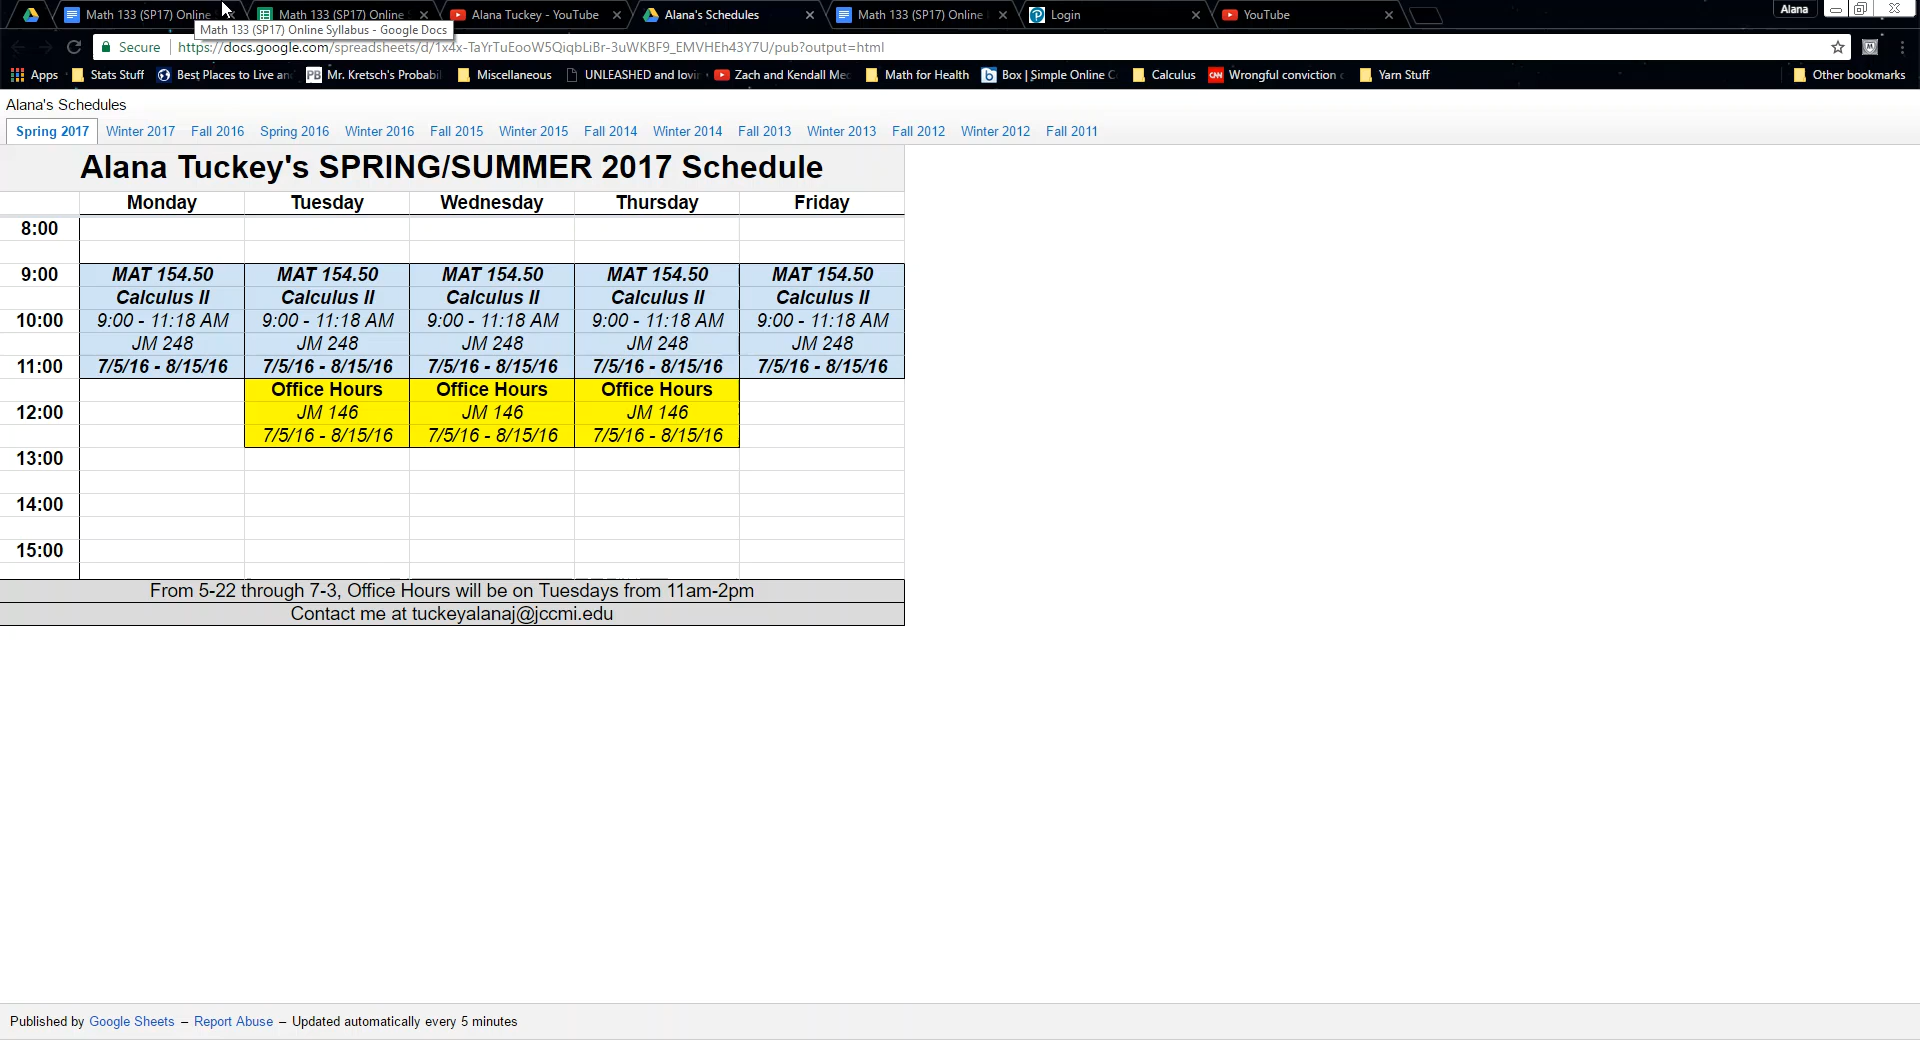 Math 133 (SP17) Online
Math 133 (SP17) Online
Alana Tuckey - YouTube
Alana's Schedules
Math 133 (SP17) Online
Login
YouTube
Alana
Math 133 (SP17) Online Syllabus - Google Docs
Secure https://docs.google.com/spreadsheets/d/1x4x-TaYrTuEooW5QiqbLiBr-3uWKBF9_EMVHEh43Y7U/pub?output=html
Apps Stats Stuff Best Places to Live an Mr. Kretsch's Probabil Miscellaneous UNLEASHED and lovin Zach and Kendall Me Math for Health Box | Simple Online C Calculus Wrongful conviction Yarn Stuff Other bookmarks
Alana's Schedules
Spring 2017 Winter 2017 Fall 2016 Spring 2016 Winter 2016 Fall 2015 Winter 2015 Fall 2014 Winter 2014 Fall 2013 Winter 2013 Fall 2012 Winter 2012 Fall 2011
Alana Tuckey's SPRING/SUMMER 2017 Schedule
Monday Tuesday Wednesday Thursday Friday
8:00
9:00 MAT 154.50 MAT 154.50 MAT 154.50 MAT 154.50 MAT 154.50
Calculus II Calculus II Calculus II Calculus II Calculus II
10:00 9:00 - 11:18 AM 9:00 - 11:18 AM 9:00 - 11:18 AM 9:00 - 11:18 AM 9:00 - 11:18 AM
JM 248 JM 248 JM 248 JM 248 JM 248
11:00 7/5/16 - 8/15/16 7/5/16 - 8/15/16 7/5/16 - 8/15/16 7/5/16 - 8/15/16 7/5/16 - 8/15/16
Office Hours Office Hours Office Hours
12:00 JM 146 JM 146 JM 146
7/5/16 - 8/15/16 7/5/16 - 8/15/16 7/5/16 - 8/15/16
13:00
14:00
15:00
From 5-22 through 7-3, Office Hours will be on Tuesdays from 11am-2pm
Contact me at tuckeyalanaj@jccmi.edu
Published by Google Sheets – Report Abuse – Updated automatically every 5 minutes